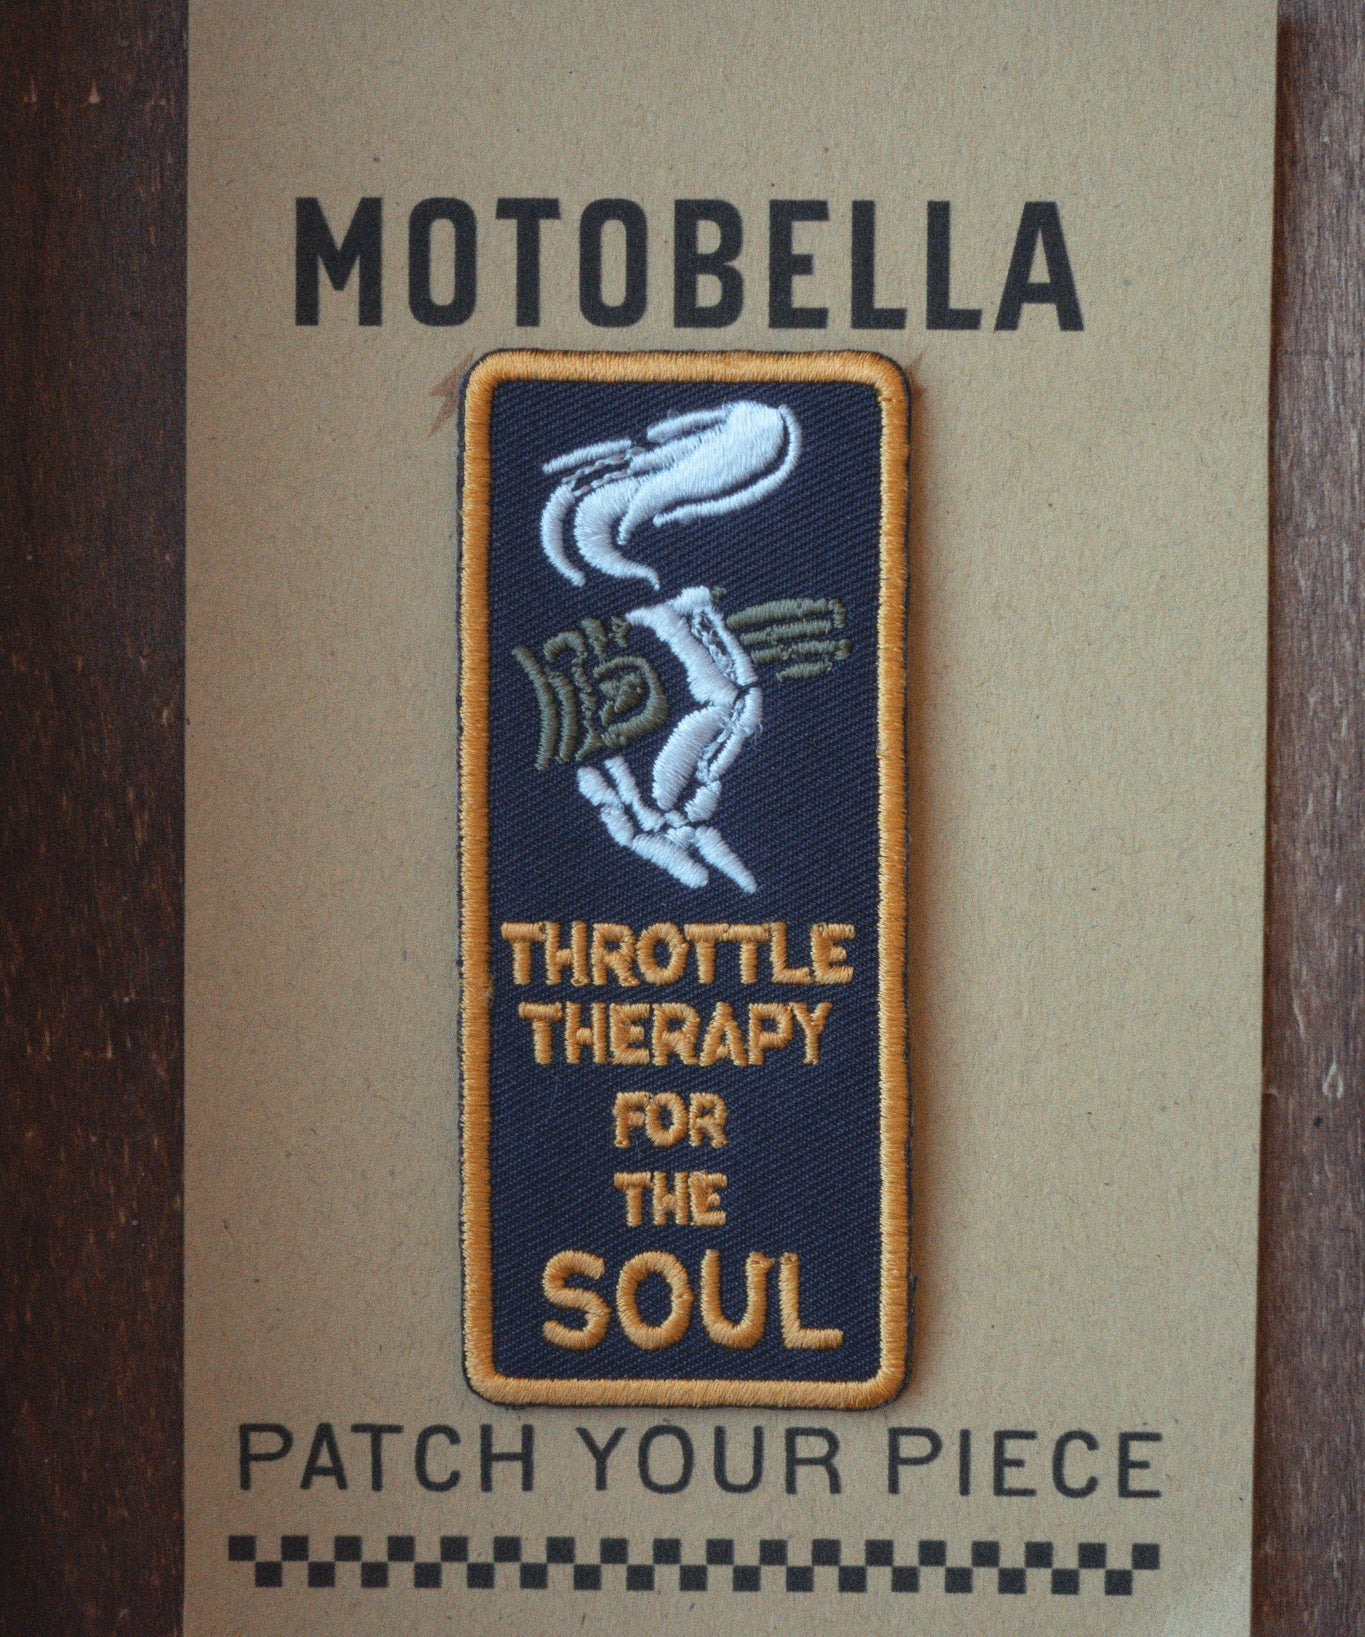 MOTOBELLA
THROTTLE
THERAPY
FOR
THE
SOUL
PATCH YOUR PIECE